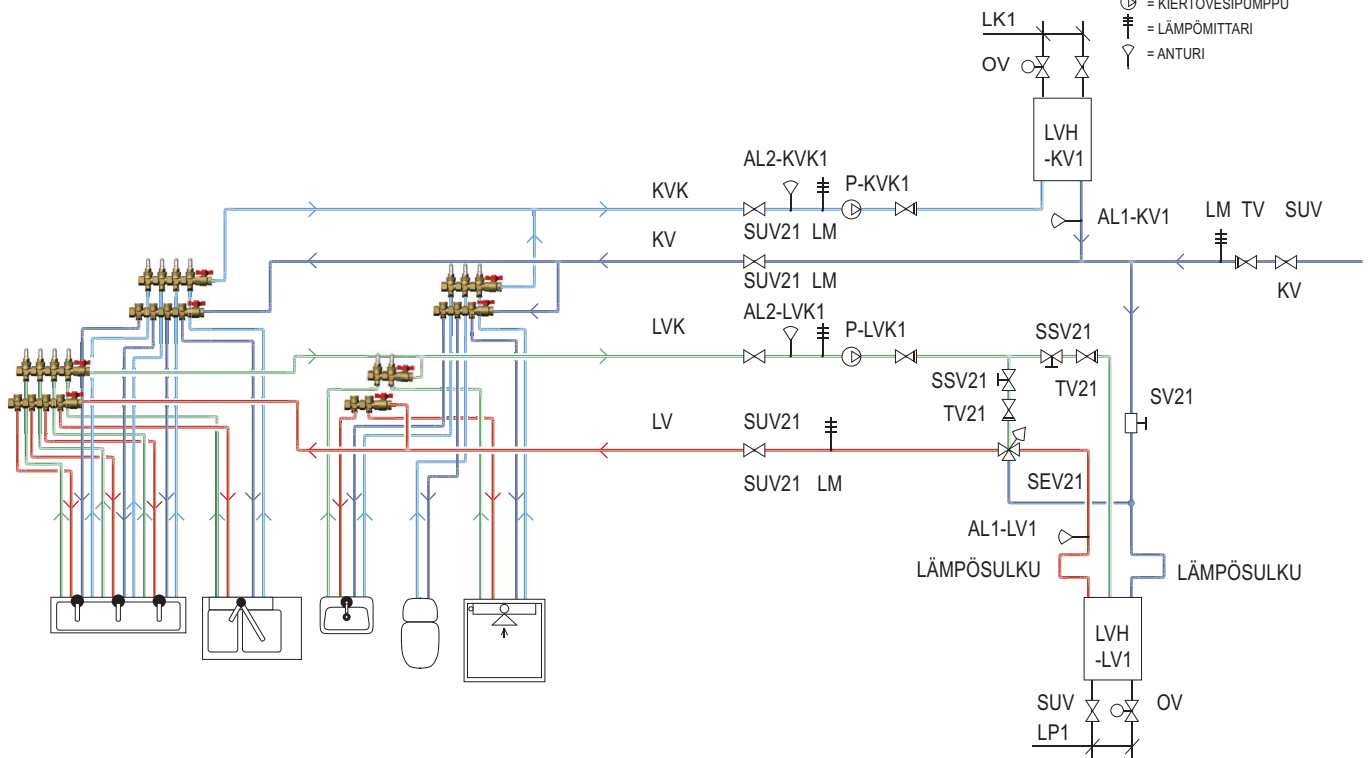 = KIERTOVESIPUMPPU
= LÄMPÖMITTARI
= ANTURI
LK1
OV
LVH
-KV1
AL2-KVK1
P-KVK1
KVK
SUV21 LM
AL1-KV1
LM TV SUV
KV
KV
SUV21 LM
AL2-LVK1
P-LVK1
LVK
SSV21
SSV21
TV21
TV21
SV21
LV
SUV21
SUV21 LM
SEV21
AL1-LV1
LÄMPÖSULKU
LÄMPÖSULKU
LVH
-LV1
SUV
OV
LP1